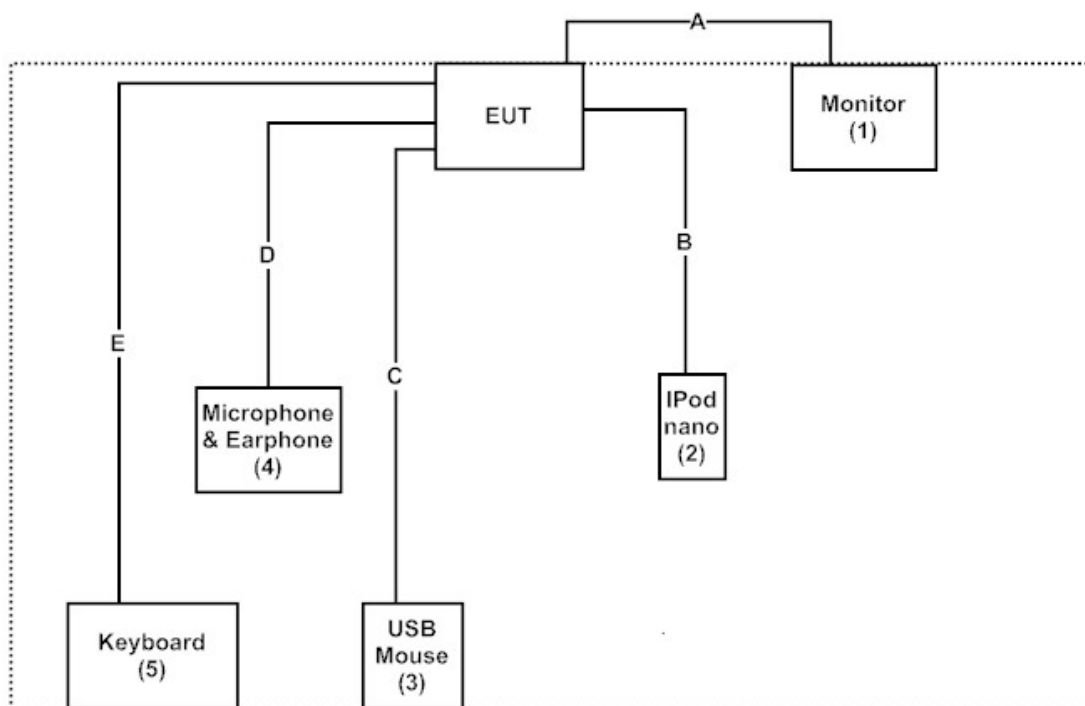 A
EUT
Monitor
(1)
B
D
E
C
Microphone
& Earphone
(4)
IPod
nano
(2)
Keyboard
(5)
USB
Mouse
(3)